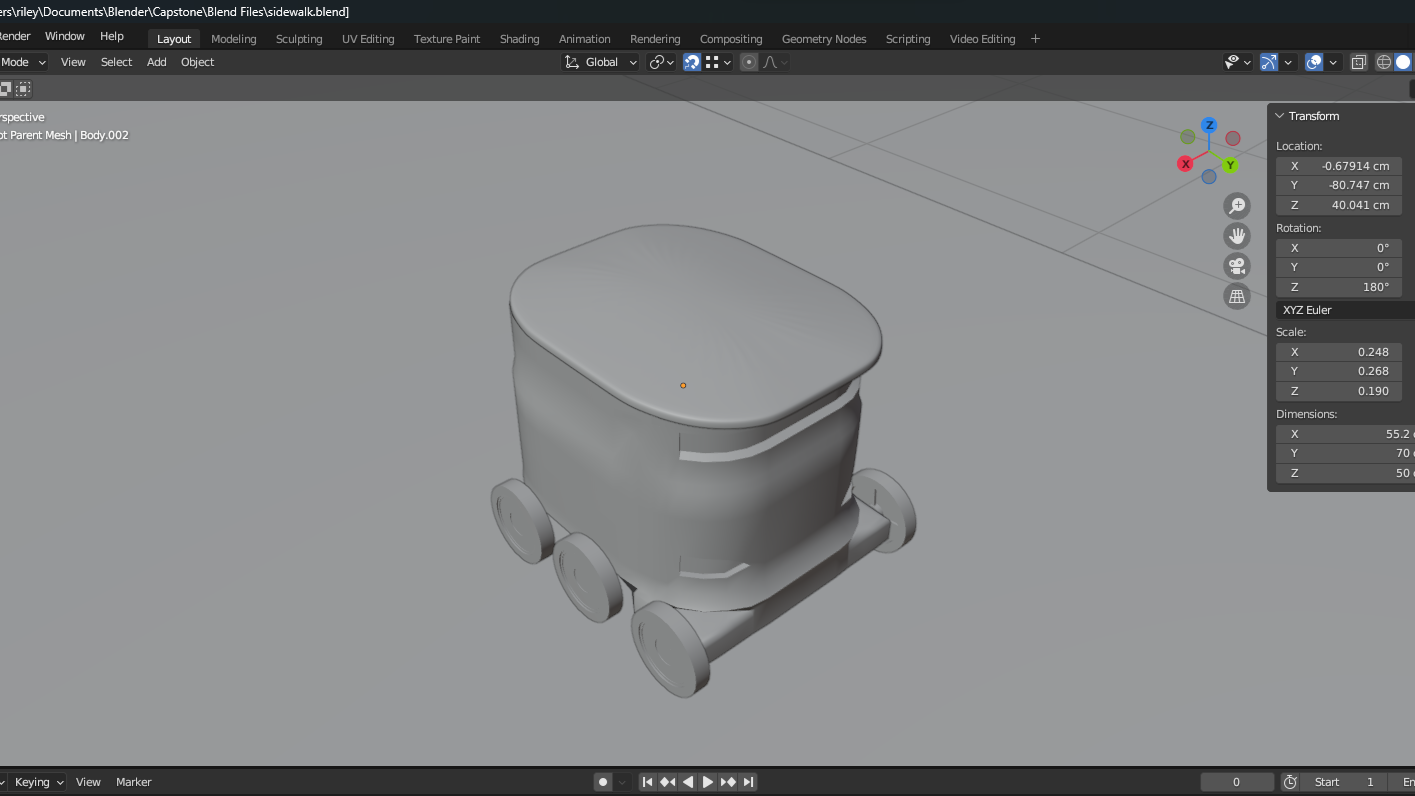 ers\riley\Documents\Blender\Capstone\Blend Files\sidewalk.blend]
Render Window Help Layout Modeling Sculpting UV Editing Texture Paint Shading Animation Rendering Compositing Geometry Nodes Scripting Video Editing +
Mode View Select Add Object Global
rspective
ot Parent Mesh | Body.002
Z
X
Y
Transform
Location:
X -0.67914 cm
Y -80.747 cm
Z 40.041 cm
Rotation:
X 0°
Y 0°
Z 180°
XYZ Euler
Scale:
X 0.248
Y 0.268
Z 0.190
Dimensions:
X 55.2 c
Y 70 c
Z 50 c
Keying View Marker 0 Start 1 En